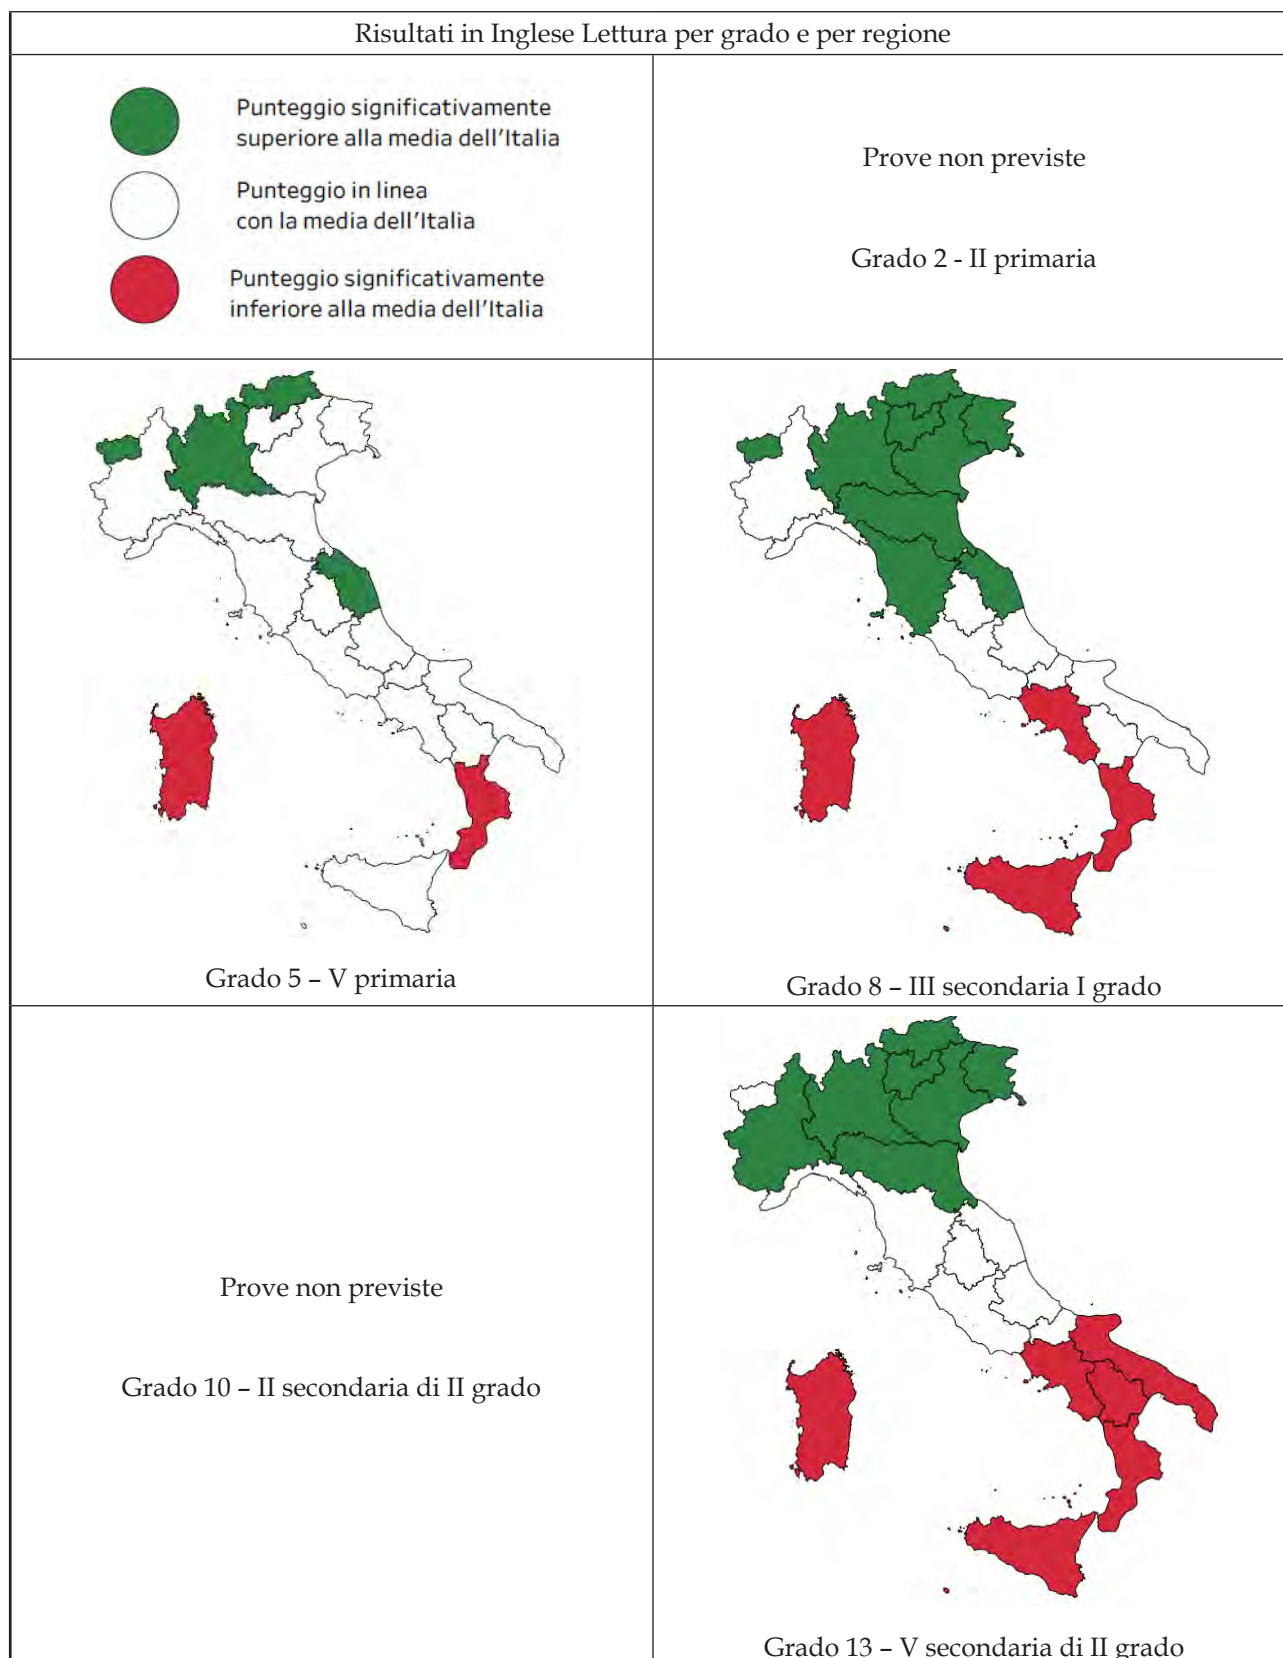 Risultati in Inglese Lettura per grado e per regione
Punteggio significativamente
superiore alla media dell'Italia
Punteggio in linea
con la media dell'Italia
Punteggio significativamente
inferiore alla media dell'Italia
Prove non previste
Grado 2 - II primaria
Grado 5 – V primaria
Grado 8 – III secondaria I grado
Prove non previste
Grado 10 – II secondaria di II grado
Grado 13 – V secondaria di II grado